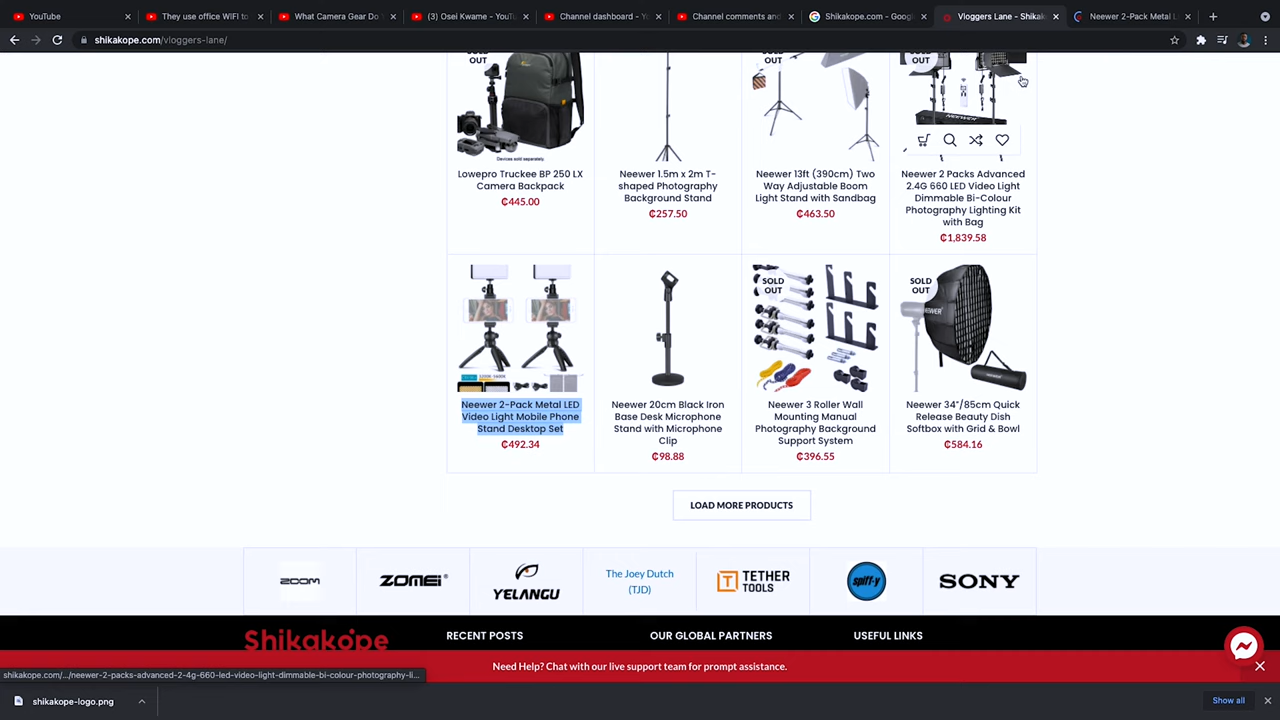 YouTube
They use office WIFI to
What Camera Gear Do
(3) Osei Kwame - YouTu
Channel dashboard - Yo
Channel comments and
Shikakope.com - Google
Vloggers Lane - Shikak
Neewer 2-Pack Metal L
shikakope.com/vloggers-lane/
SOLD
OUT
SOLD
OUT
SOLD
OUT
Devices sold separately.
Lowepro Truckee BP 250 LX
Camera Backpack
₵445.00
Neewer 1.5m x 2m T-
shaped Photography
Background Stand
₵257.50
Neewer 13ft (390cm) Two
Way Adjustable Boom
Light Stand with Sandbag
₵463.50
Neewer 2 Packs Advanced
2.4G 660 LED Video Light
Dimmable Bi-Colour
Photography Lighting Kit
with Bag
₵1,839.58
SOLD
OUT
SOLD
OUT
NEEWER
Neewer 2-Pack Metal LED
Video Light Mobile Phone
Stand Desktop Set
₵492.34
Neewer 20cm Black Iron
Base Desk Microphone
Stand with Microphone
Clip
₵98.88
Neewer 3 Roller Wall
Mounting Manual
Photography Background
Support System
₵396.55
Neewer 34"/85cm Quick
Release Beauty Dish
Softbox with Grid & Bowl
₵584.16
LOAD MORE PRODUCTS
zoom
ZOMEI®
YELANGU
The Joey Dutch
(TJD)
TETHER
TOOLS
spiff-y
SONY
Shikakope
RECENT POSTS
OUR GLOBAL PARTNERS
USEFUL LINKS
Need Help? Chat with our live support team for prompt assistance.
shikakope.com/.../neewer-2-packs-advanced-2-4g-660-led-video-light-dimmable-bi-colour-photography-li...
shikakope-logo.png
Show all